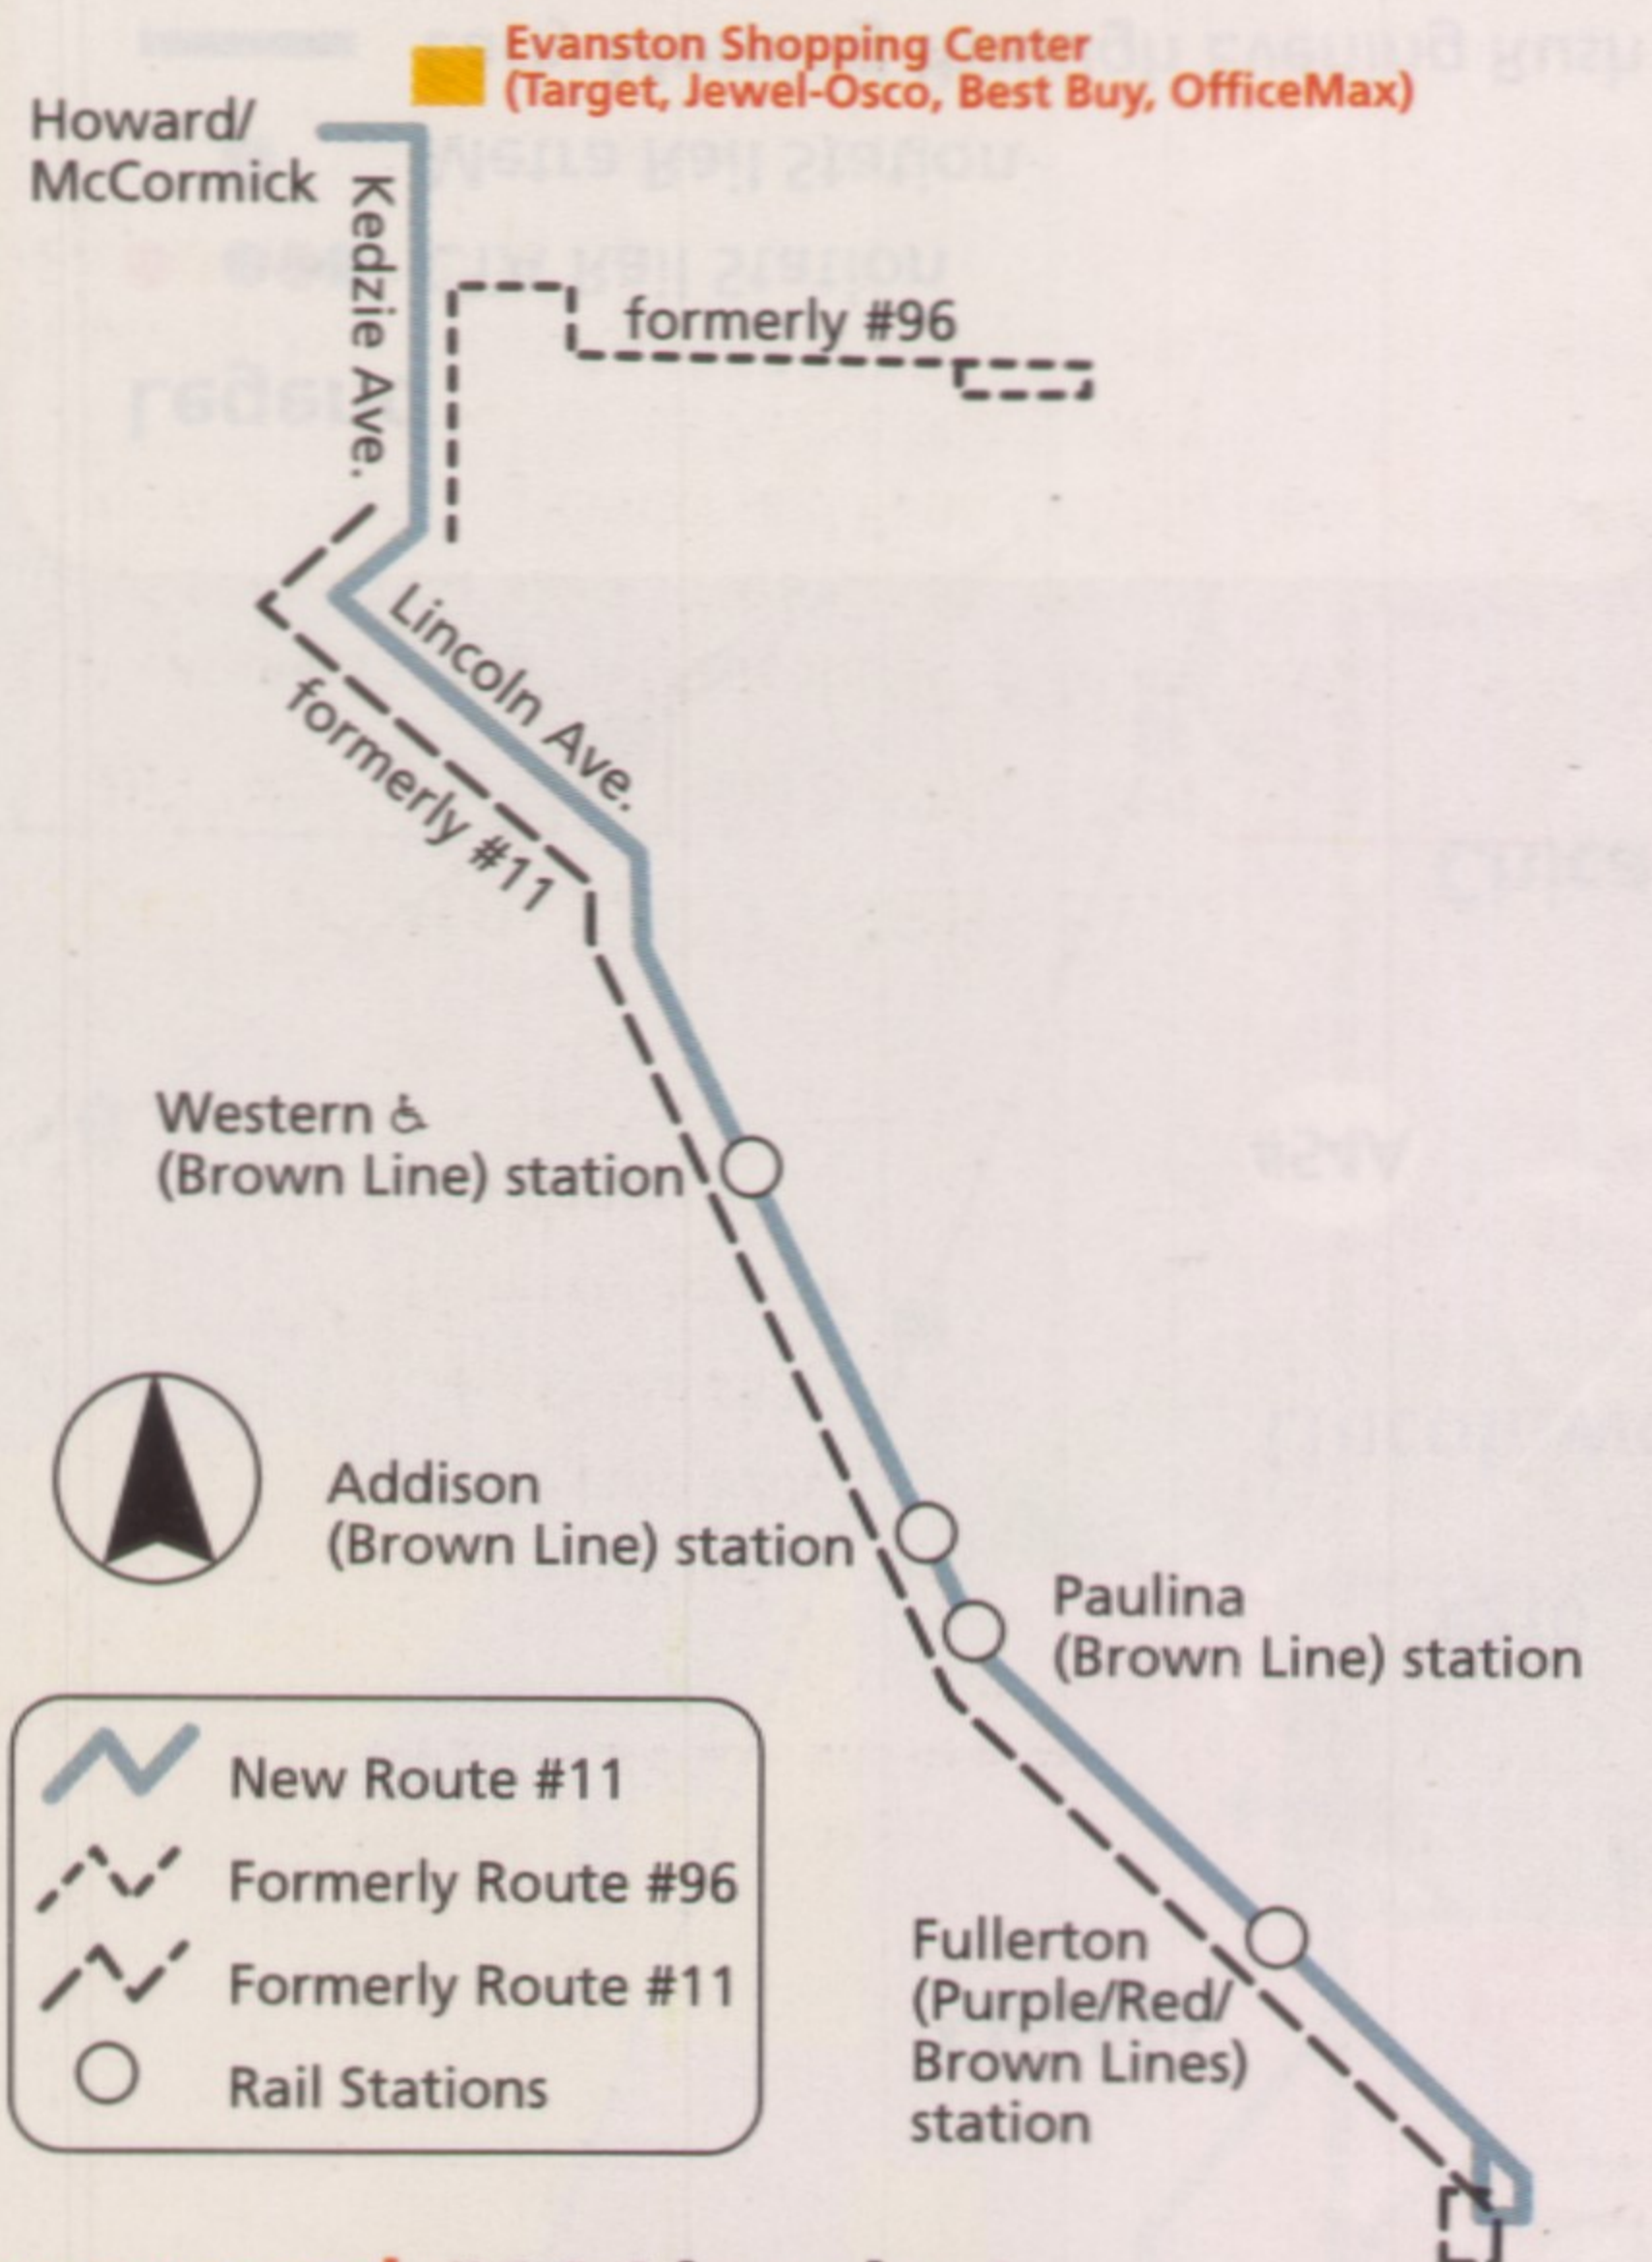 Evanston Shopping Center
(Target, Jewel-Osco, Best Buy, OfficeMax)
Howard/
McCormick
Kedzie Ave.
formerly #96
Lincoln Ave.
formerly #11
Western ♿
(Brown Line) station
Addison
(Brown Line) station
Paulina
(Brown Line) station
New Route #11
Formerly Route #96
Formerly Route #11
Rail Stations
Fullerton
(Purple/Red/
Brown Lines)
station